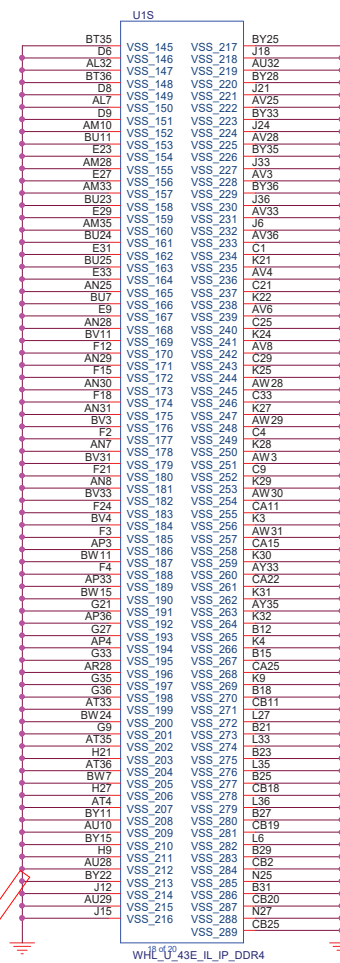 U1S
BT35 VSS_145 VSS_217 BY25
D6 VSS_146 VSS_218 J18
AL32 VSS_147 VSS_219 AU32
BT36 VSS_148 VSS_220 BY28
D8 VSS_149 VSS_221 J21
AL7 VSS_150 VSS_222 AV25
D9 VSS_151 VSS_223 BY33
AM10 VSS_152 VSS_224 J24
BU11 VSS_153 VSS_225 AV28
E23 VSS_154 VSS_226 BY35
AM28 VSS_155 VSS_227 J33
E27 VSS_156 VSS_228 AV3
AM33 VSS_157 VSS_229 BY36
BU23 VSS_158 VSS_230 J36
E29 VSS_159 VSS_231 AV33
AM35 VSS_160 VSS_232 J6
BU24 VSS_161 VSS_233 AV36
E31 VSS_162 VSS_234 C1
BU25 VSS_163 VSS_235 K21
E33 VSS_164 VSS_236 AV4
AN25 VSS_165 VSS_237 C21
BU7 VSS_166 VSS_238 K22
E9 VSS_167 VSS_239 AV6
AN28 VSS_168 VSS_240 C25
BV11 VSS_169 VSS_241 K24
F12 VSS_170 VSS_242 AV8
AN29 VSS_171 VSS_243 C29
F15 VSS_172 VSS_244 K25
AN30 VSS_173 VSS_245 AW28
F18 VSS_174 VSS_246 C33
AN31 VSS_175 VSS_247 K27
BV3 VSS_176 VSS_248 AW29
F2 VSS_177 VSS_249 C4
AN7 VSS_178 VSS_250 K28
BV31 VSS_179 VSS_251 AW3
F21 VSS_180 VSS_252 C9
AN8 VSS_181 VSS_253 K29
BV33 VSS_182 VSS_254 AW30
F24 VSS_183 VSS_255 CA11
BV4 VSS_184 VSS_256 K3
F3 VSS_185 VSS_257 AW31
AP3 VSS_186 VSS_258 CA15
BW11 VSS_187 VSS_259 K30
F4 VSS_188 VSS_260 AY33
AP33 VSS_189 VSS_261 CA22
BW15 VSS_190 VSS_262 K31
G21 VSS_191 VSS_263 AY35
AP36 VSS_192 VSS_264 K32
G27 VSS_193 VSS_265 B12
AP4 VSS_194 VSS_266 K4
G33 VSS_195 VSS_267 B15
AR28 VSS_196 VSS_268 CA25
G35 VSS_197 VSS_269 K9
G36 VSS_198 VSS_270 B18
AT33 VSS_199 VSS_271 CB11
BW24 VSS_200 VSS_272 L27
G9 VSS_201 VSS_273 B21
AT35 VSS_202 VSS_274 L33
H21 VSS_203 VSS_275 B23
AT36 VSS_204 VSS_276 L35
BW7 VSS_205 VSS_277 B25
H27 VSS_206 VSS_278 CB18
AT4 VSS_207 VSS_279 L36
BY11 VSS_208 VSS_280 B27
AU10 VSS_209 VSS_281 CB19
BY15 VSS_210 VSS_282 L6
H9 VSS_211 VSS_283 B29
AU28 VSS_212 VSS_284 CB2
BY22 VSS_213 VSS_285 N25
J12 VSS_214 VSS_286 B31
AU29 VSS_215 VSS_287 CB20
J15 VSS_216 VSS_288 N27
VSS_289 CB25
18 of 20
WHL_U_43E_IL_IP_DDR4